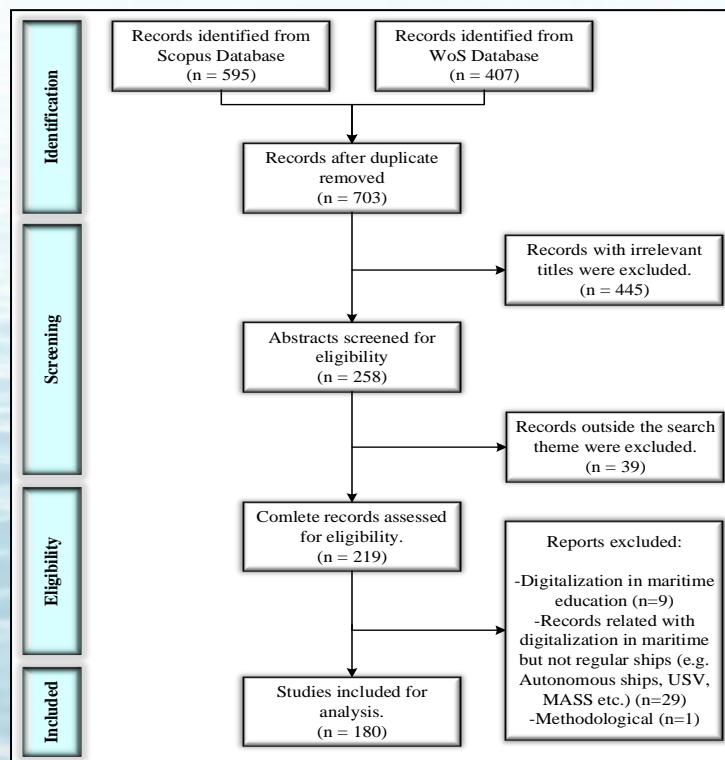 Identification
Records identified from
Scopus Database
(n = 595)
Records identified from
WoS Database
(n = 407)
Records after duplicate
removed
(n = 703)
Screening
Records with irrelevant
titles were excluded.
(n = 445)
Abstracts screened for
eligibility
(n = 258)
Records outside the search
theme were excluded.
(n = 39)
Eligibility
Comlete records assessed
for eligibility.
(n = 219)
Reports excluded:
-Digitalization in maritime
education (n=9)
-Records related with
digitalization in maritime
but not regular ships (e.g.
Autonomous ships, USV,
MASS etc.) (n=29)
-Methodological (n=1)
Included
Studies included for
analysis.
(n = 180)